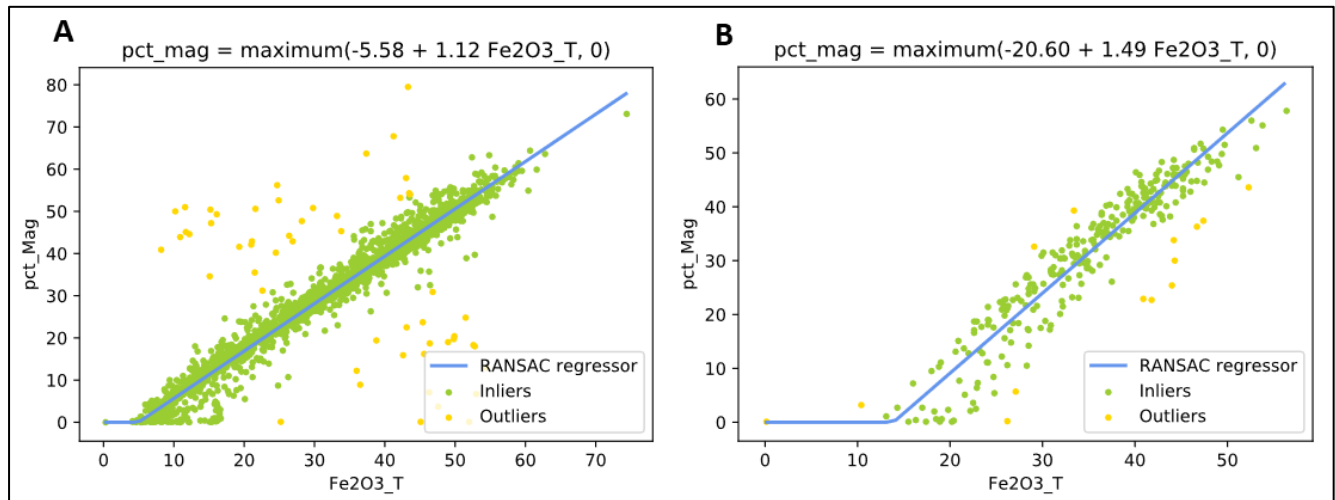 A
pct_mag = maximum(-5.58 + 1.12 Fe2O3_T, 0)
80
70
60
50
40
30
20
10
0
pct_Mag
0 10 20 30 40 50 60 70
Fe2O3_T
RANSAC regressor
Inliers
Outliers
B
pct_mag = maximum(-20.60 + 1.49 Fe2O3_T, 0)
60
50
40
30
20
10
0
pct_Mag
0 10 20 30 40 50
Fe2O3_T
RANSAC regressor
Inliers
Outliers